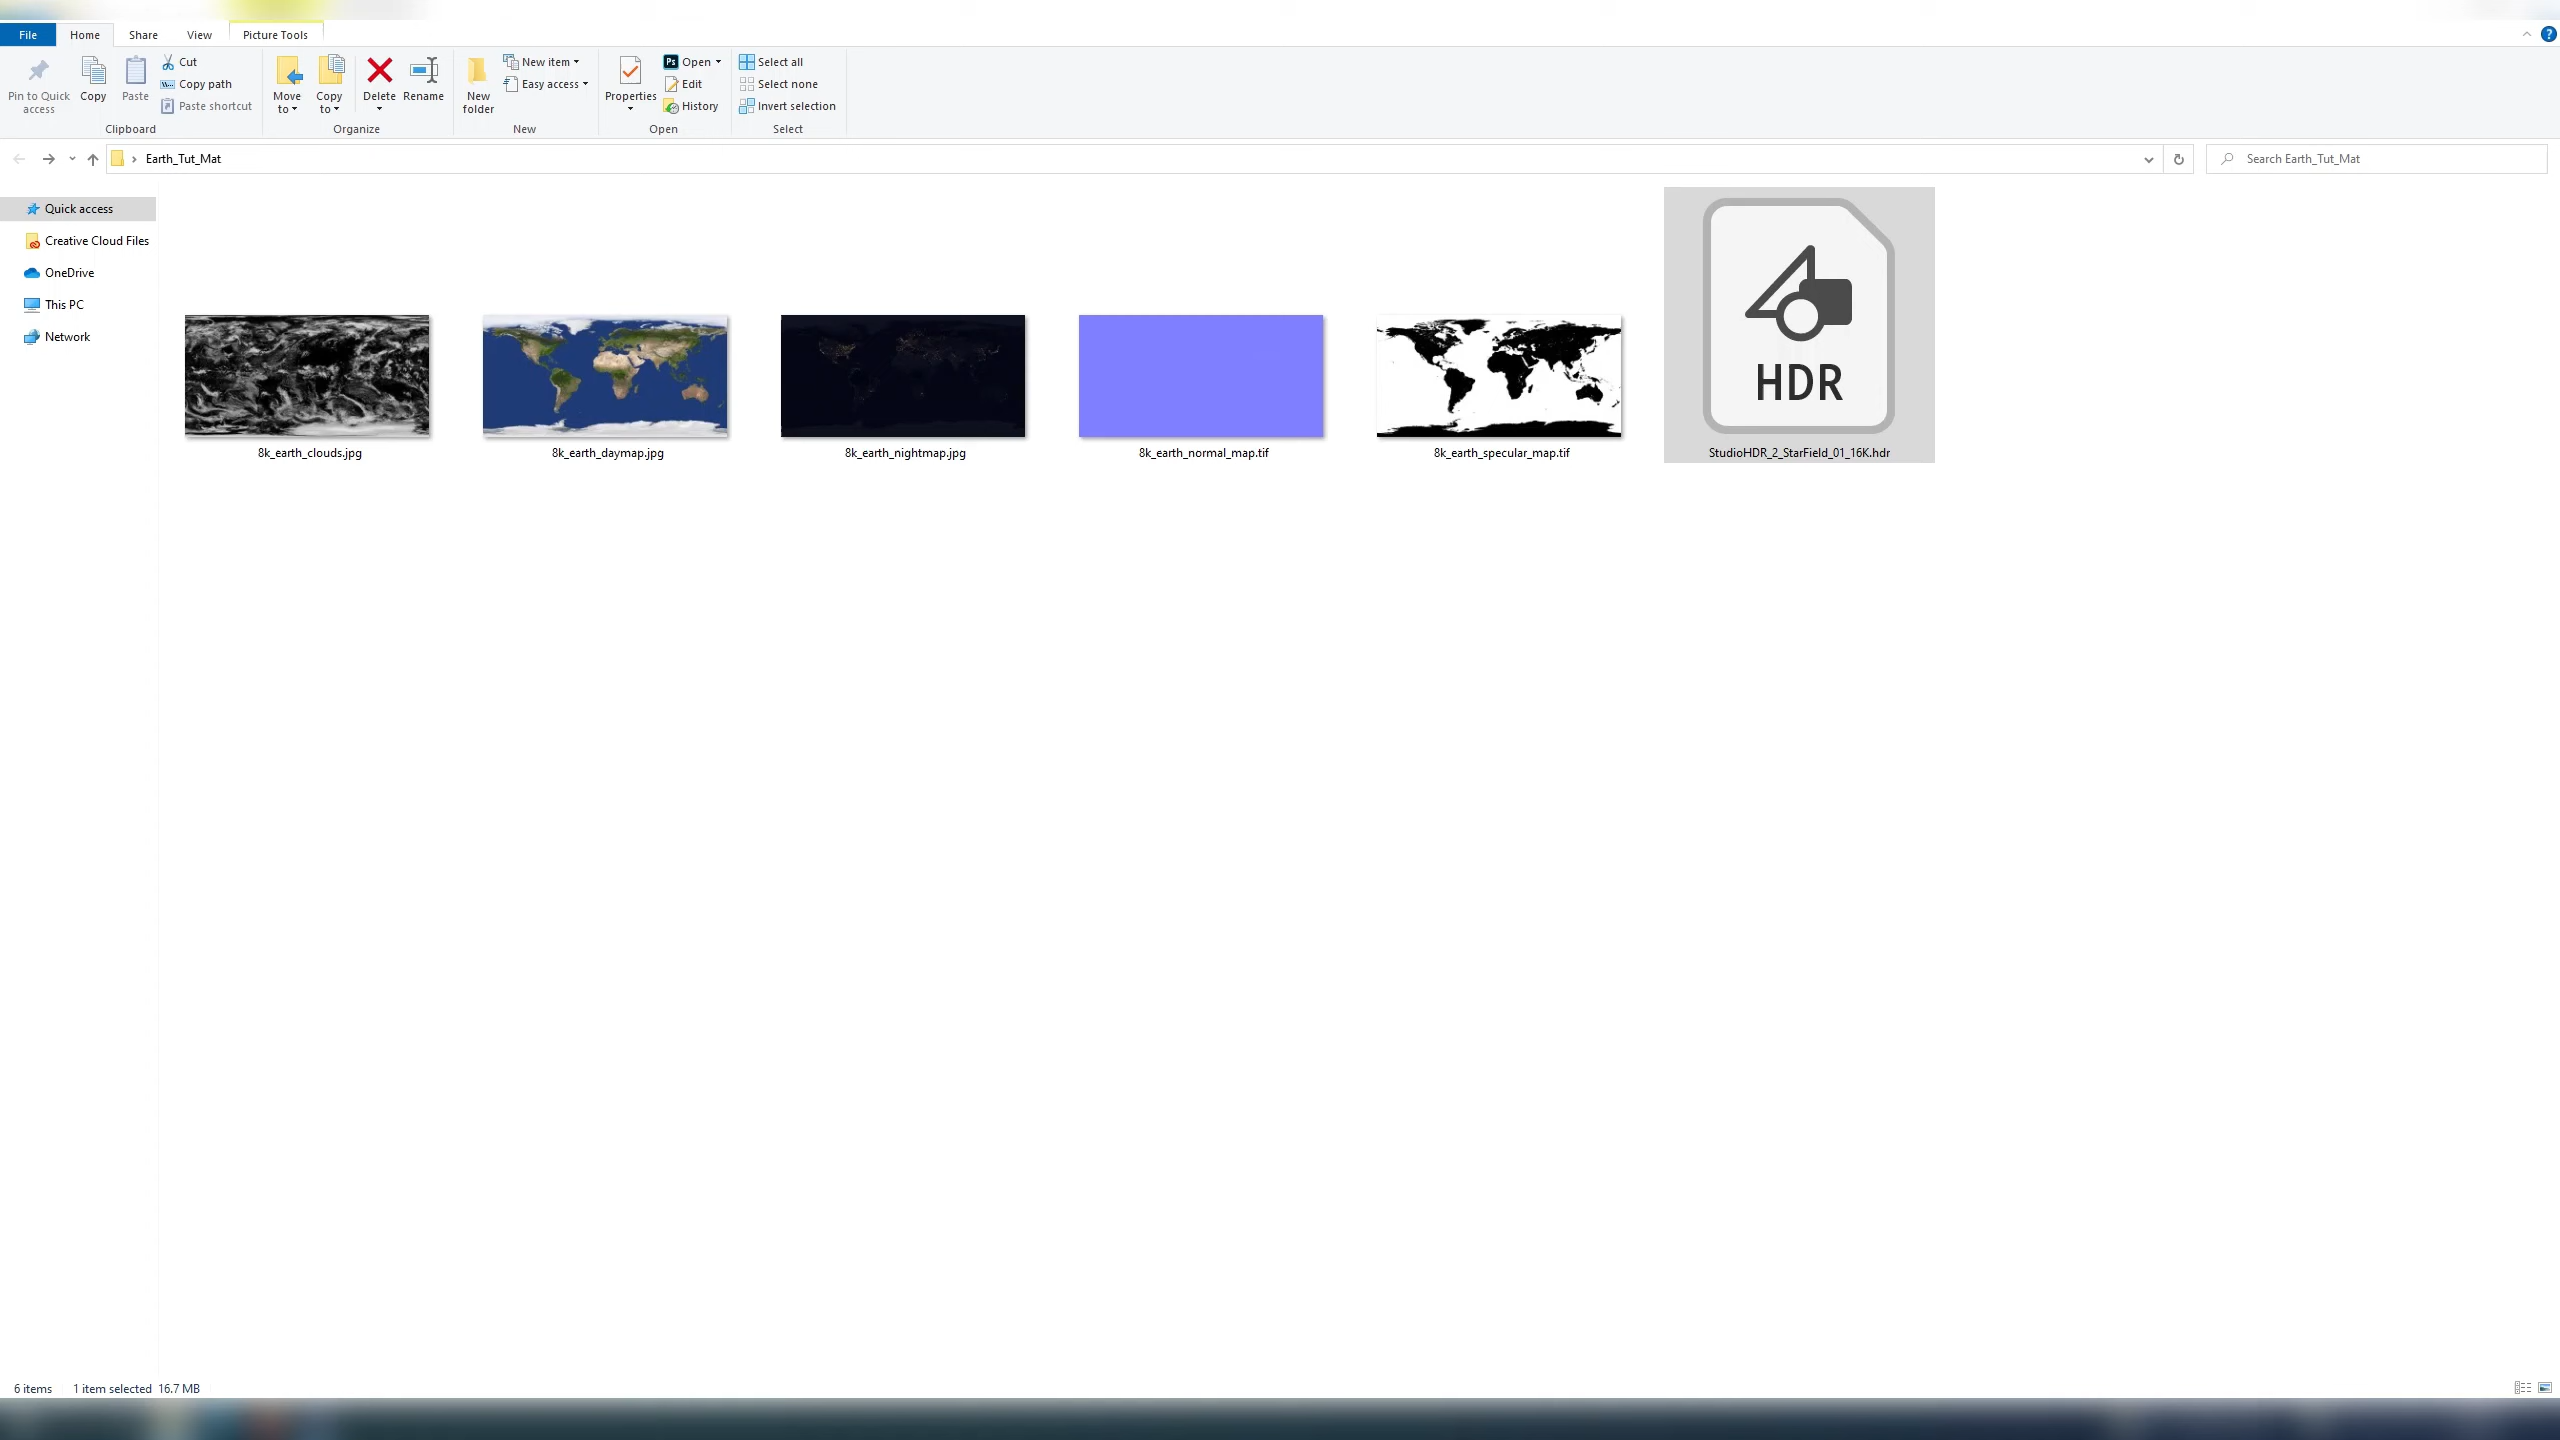 File
Home
Share
View
Picture Tools
?
Pin to Quick
access
Copy
Paste
Cut
Copy path
Paste shortcut
Clipboard
Move
to
Copy
to
Delete
Rename
Organize
New
folder
New item
Easy access
New
Properties
Ps Open
Edit
History
Open
Select all
Select none
Invert selection
Select
Earth_Tut_Mat
Search Earth_Tut_Mat
Quick access
Creative Cloud Files
OneDrive
This PC
Network
HDR
8k_earth_clouds.jpg
8k_earth_daymap.jpg
8k_earth_nightmap.jpg
8k_earth_normal_map.tif
8k_earth_specular_map.tif
StudioHDR_2_StarField_01_16K.hdr
6 items 1 item selected 16.7 MB